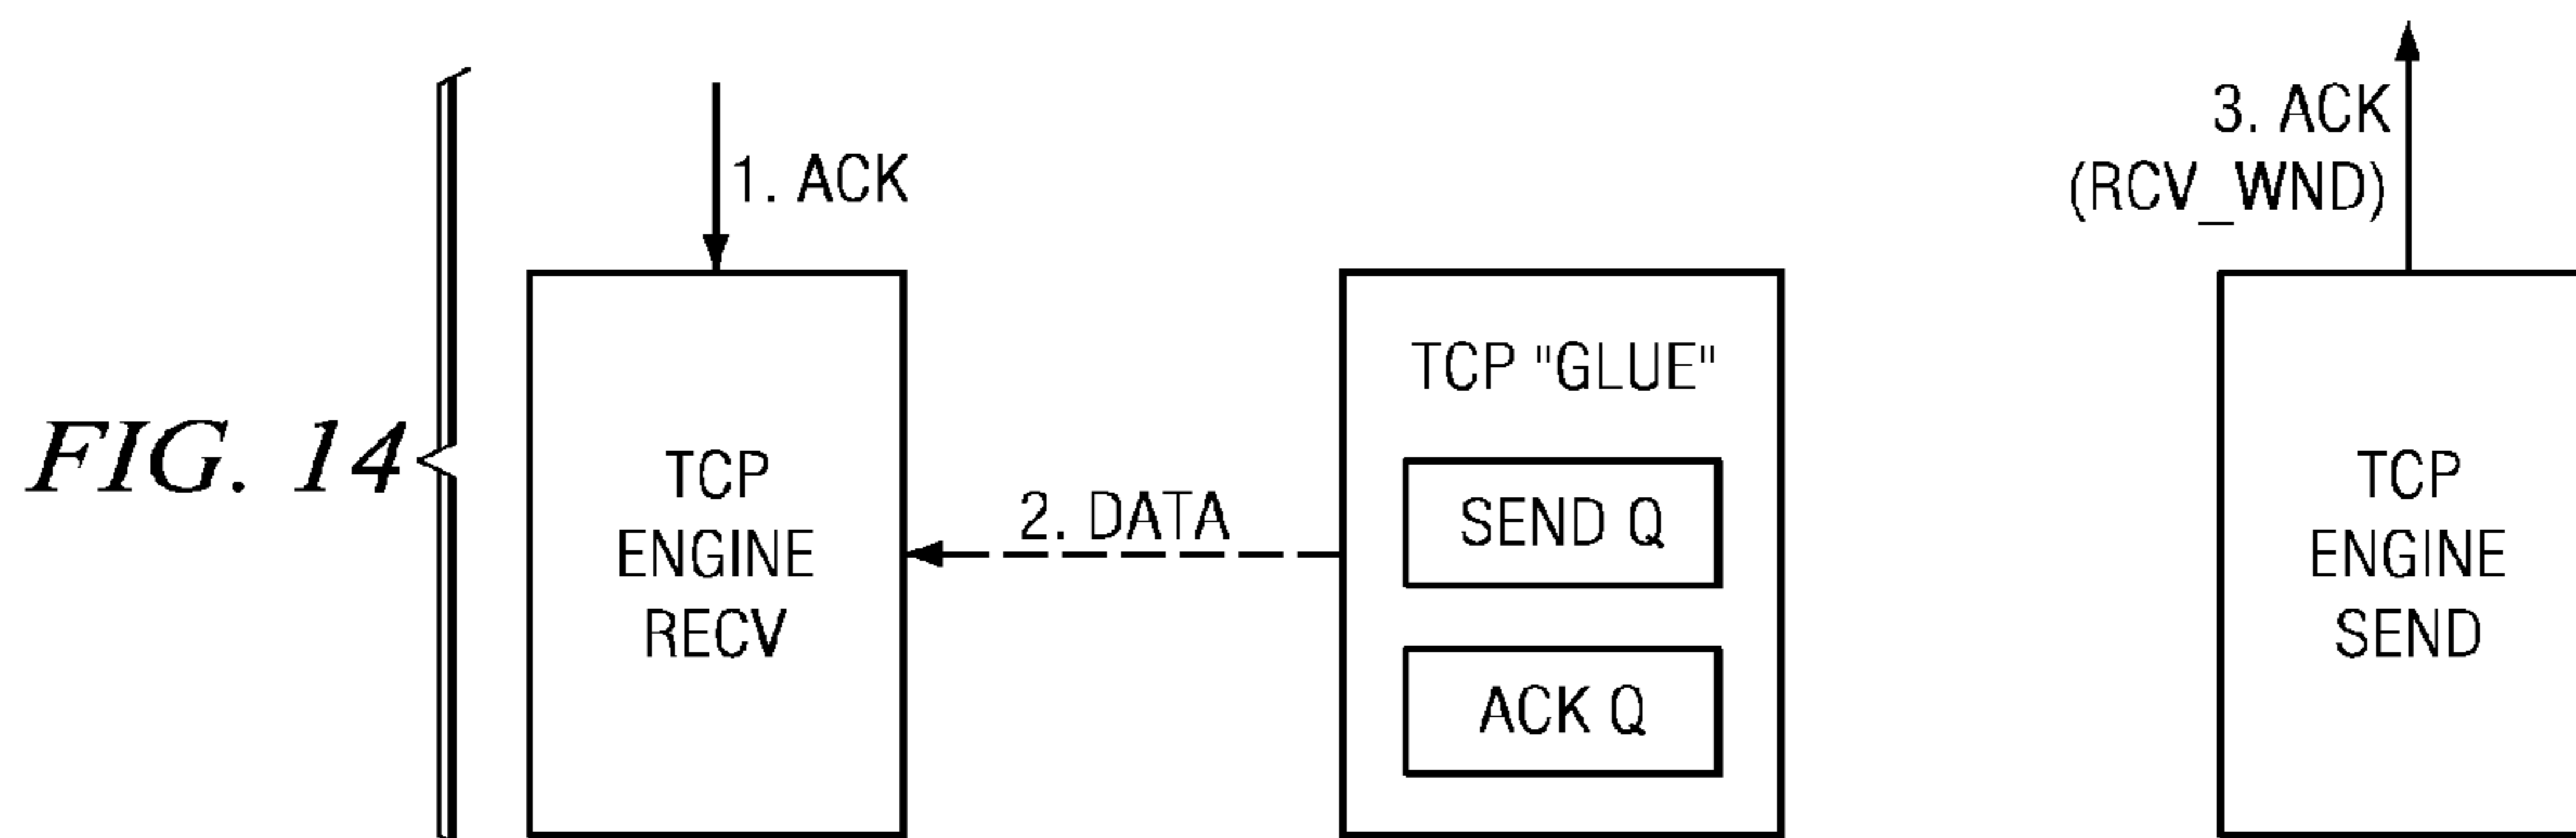 FIG. 14
1. ACK
TCP
ENGINE
RECV
2. DATA
TCP "GLUE"
SEND Q
ACK Q
3. ACK
(RCV_WND)
TCP
ENGINE
SEND